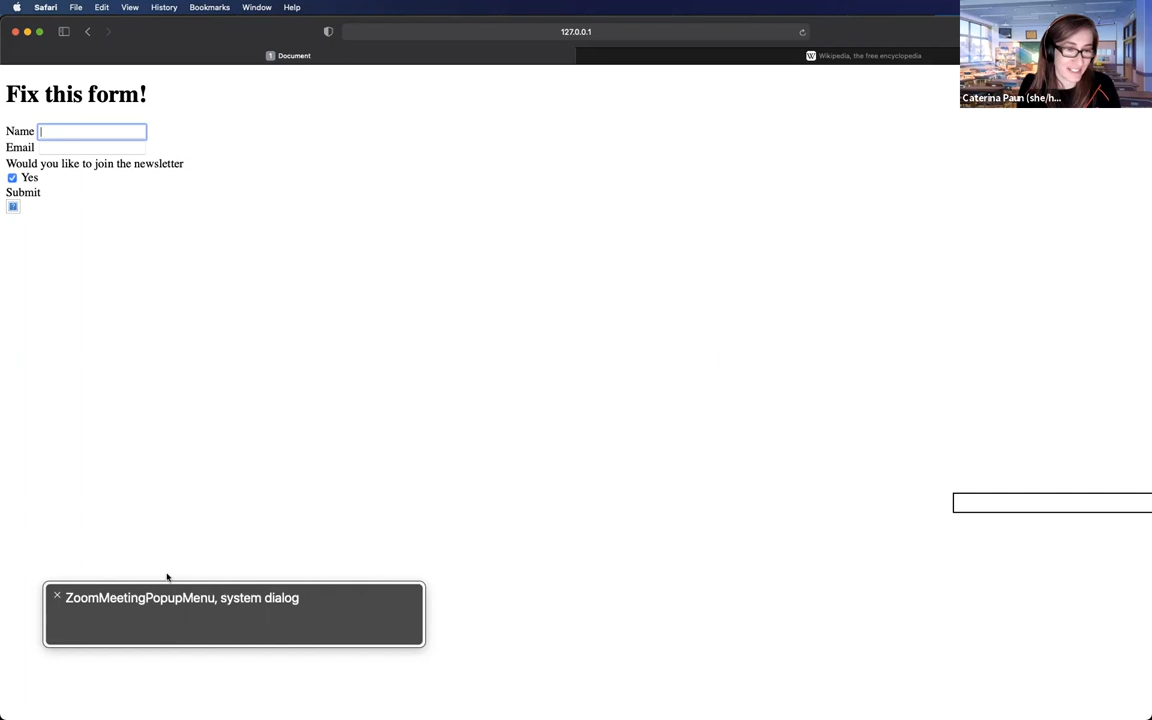 Safari File Edit View History Bookmarks Window Help
127.0.0.1
1 Document
W Wikipedia, the free encyclopedia
Caterina Paun (she/h...
Fix this form!
Name
Email
Would you like to join the newsletter
Yes
Submit
?
ZoomMeetingPopupMenu, system dialog